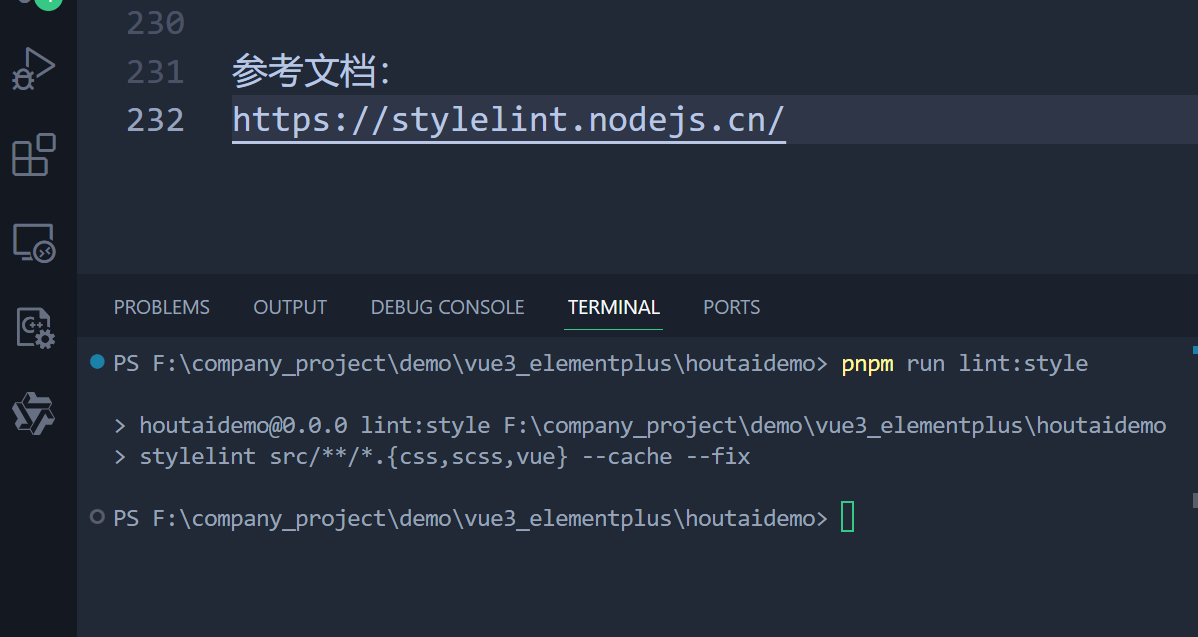 230
231 参考文档：
232 https://stylelint.nodejs.cn/
PROBLEMS OUTPUT DEBUG CONSOLE TERMINAL PORTS
PS F:\company_project\demo\vue3_elementplus\houtaidemo> pnpm run lint:style
> houtaidemo@0.0.0 lint:style F:\company_project\demo\vue3_elementplus\houtaidemo
> stylelint src/**/*.{css,scss,vue} --cache --fix
PS F:\company_project\demo\vue3_elementplus\houtaidemo>